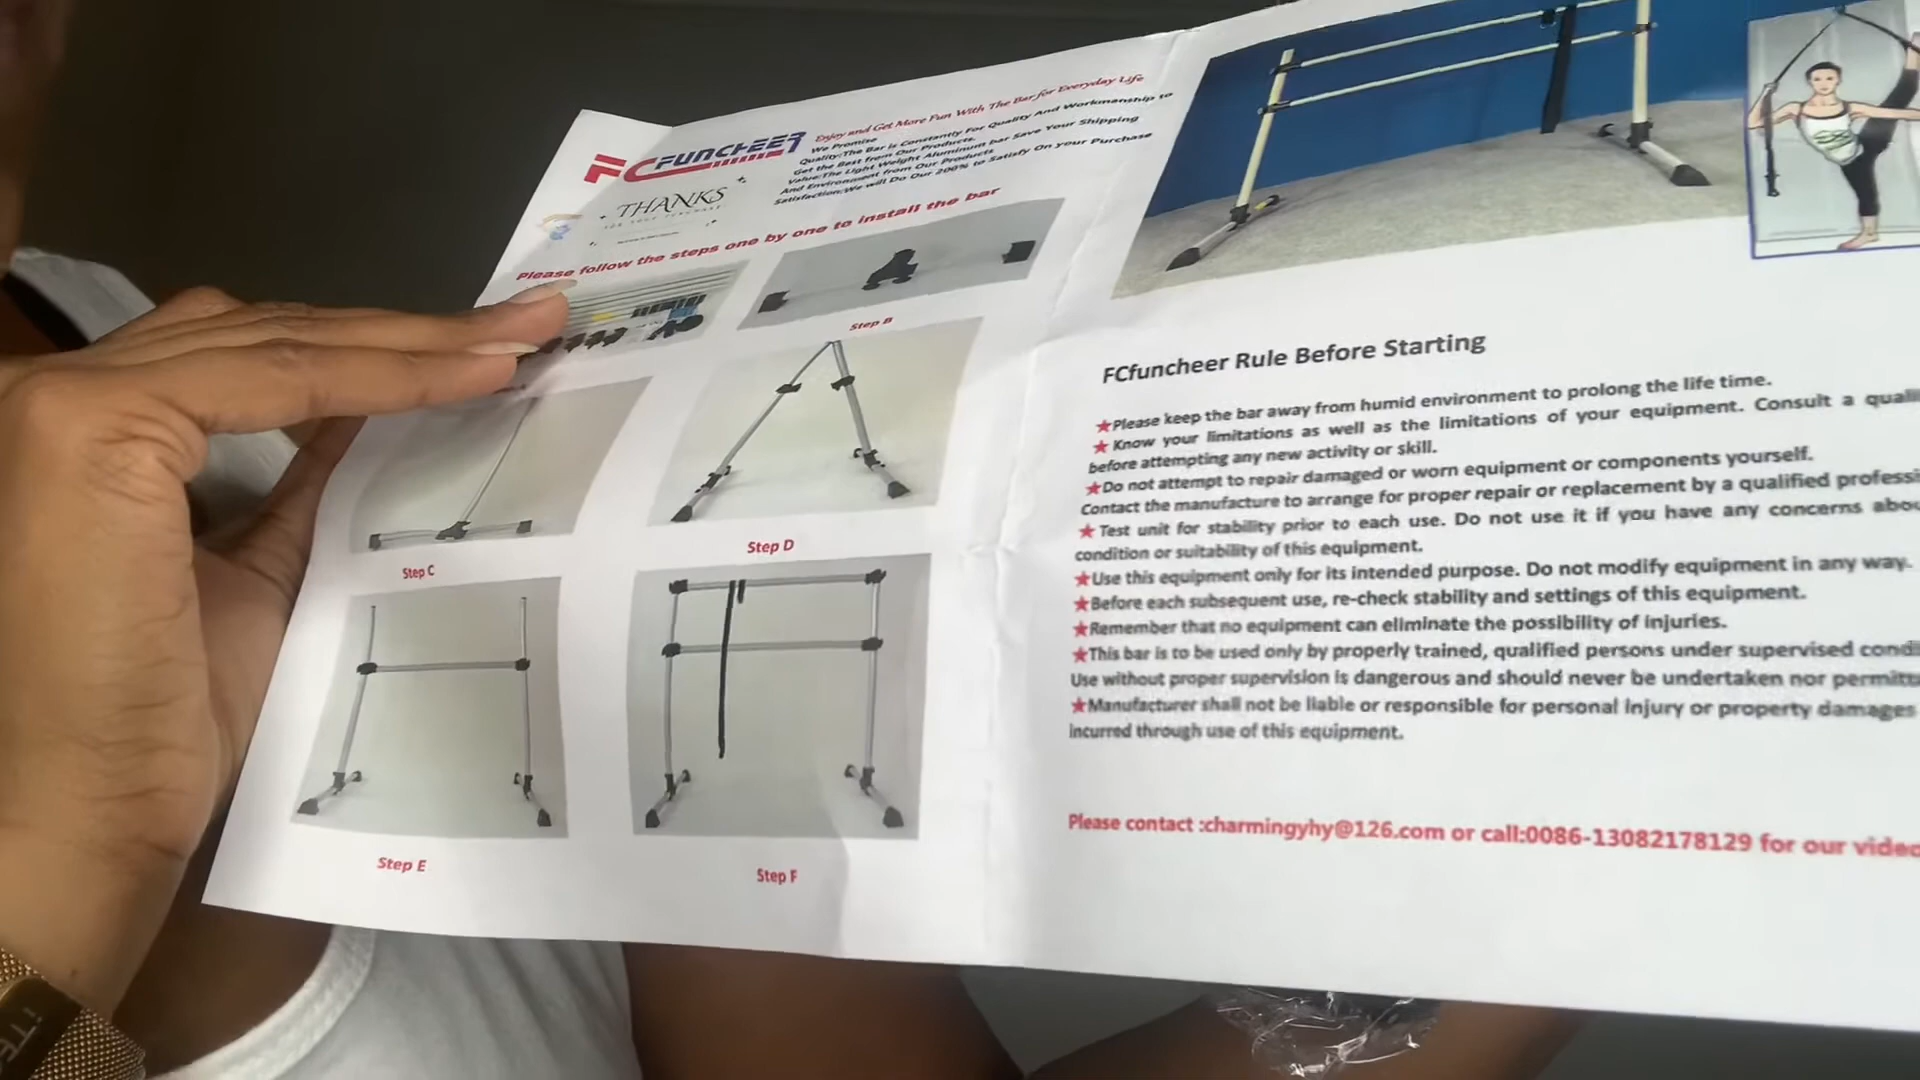 FC FUNCHEER
THANKS
Enjoy and Get More Fun With The Bar for Everyday Life
We Promise
Quality:The Bar is Constantly For Quality And Workmanship to
Get the Best from Our Products.
Value:The Light Weight Aluminum bar Save Your Shipping
And Environment from Our Products
Satisfaction:We will Do Our 200% to Satisfy On your Purchase
Please follow the steps one by one to install the bar
Step B
Step C
Step D
Step E
Step F
FCfuncheer Rule Before Starting
★Please keep the bar away from humid environment to prolong the life time.
★Know your limitations as well as the limitations of your equipment. Consult a
before attempting any new activity or skill.
★Do not attempt to repair damaged or worn equipment or components yourself.
Contact the manufacture to arrange for proper repair or replacement by a qualified
★Test unit for stability prior to each use. Do not use it if you have any concerns
condition or suitability of this equipment.
★Use this equipment only for its intended purpose. Do not modify equipment in any way.
★Before each subsequent use, re-check stability and settings of this equipment.
★Remember that no equipment can eliminate the possibility of injuries.
★This bar is to be used only by properly trained, qualified persons under supervised
Use without proper supervision is dangerous and should never be undertaken nor
★Manufacturer shall not be liable or responsible for personal injury or property damages
incurred through use of this equipment.
Please contact :charmingyhy@126.com or call:0086-13082178129 for our video